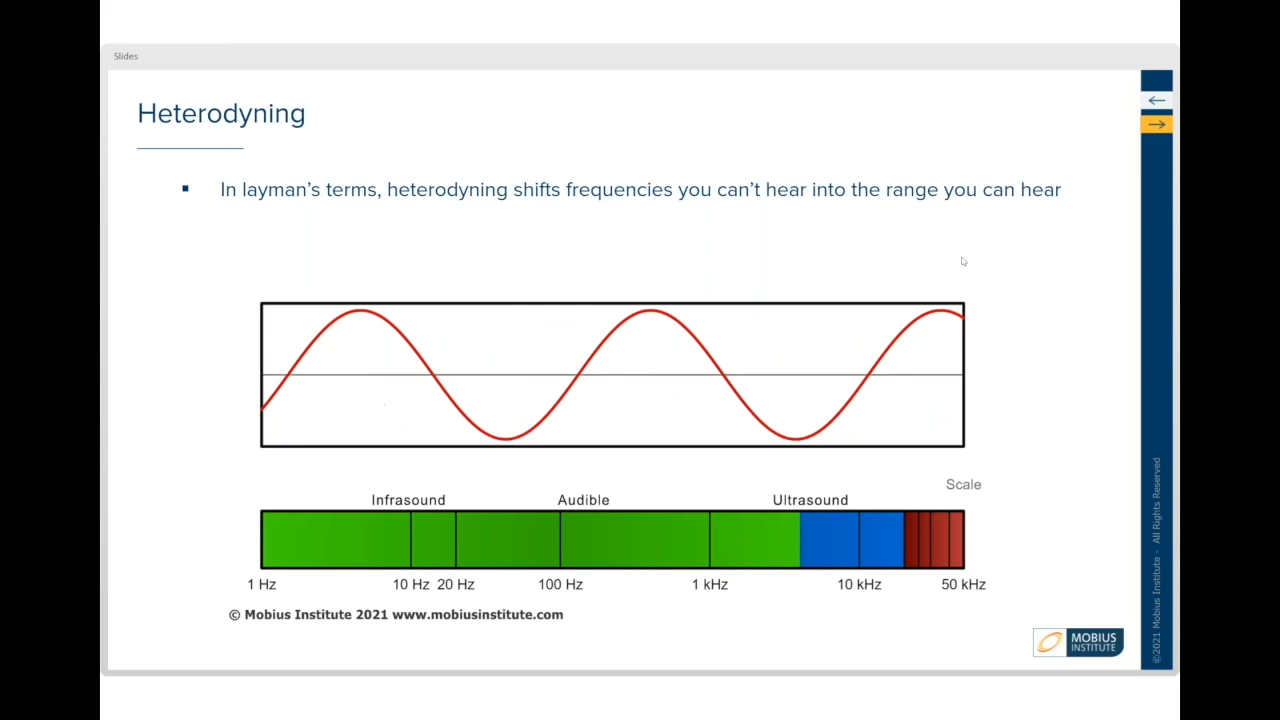 Slides
Heterodyning
▪ In layman’s terms, heterodyning shifts frequencies you can’t hear into the range you can hear
Scale
Infrasound Audible Ultrasound
1 Hz 10 Hz 20 Hz 100 Hz 1 kHz 10 kHz 50 kHz
© Mobius Institute 2021 www.mobiusinstitute.com
MOBIUS
INSTITUTE
©2021 Mobius Institute - All Rights Reserved